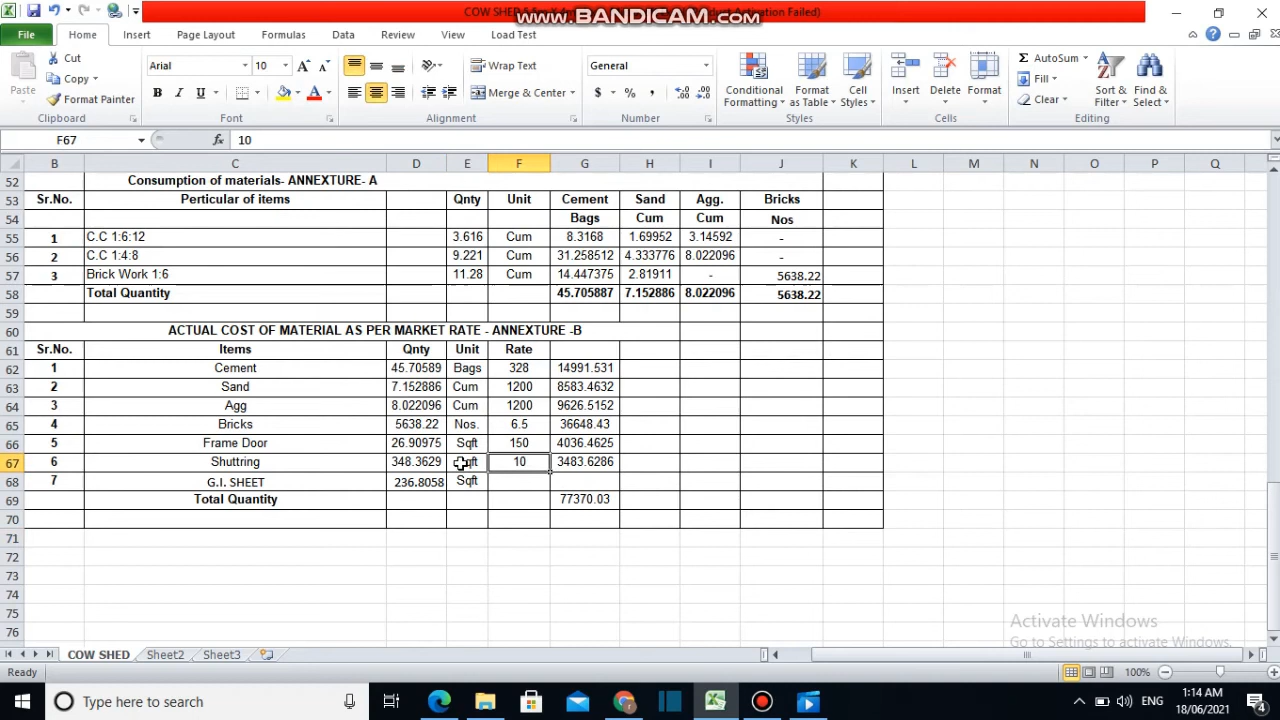 www.BANDICAM.com
COW SHED
Product Activation Failed)
File Home Insert Page Layout Formulas Data Review View Load Test
Cut
Copy
Format Painter
Paste
Arial 10
Wrap Text
Merge & Center
General
Conditional Formatting
Format as Table
Cell Styles
Insert Delete Format
AutoSum
Fill
Clear
Sort & Filter
Find & Select
Clipboard Font Alignment Number Styles Cells Editing
F67 fx 10
B C D E F G H I J K L M N O P Q
52 Consumption of materials- ANNEXTURE- A
53 Sr.No. Perticular of items Qnty Unit Cement Sand Agg. Bricks
54 Bags Cum Cum Nos
55 1 C.C 1:6:12 3.616 Cum 8.3168 1.69952 3.14592 -
56 2 C.C 1:4:8 9.221 Cum 31.258512 4.333776 8.022096 -
57 3 Brick Work 1:6 11.28 Cum 14.447375 2.81911 - 5638.22
58 Total Quantity 45.705887 7.152886 8.022096 5638.22
59
60 ACTUAL COST OF MATERIAL AS PER MARKET RATE - ANNEXTURE -B
61 Sr.No. Items Qnty Unit Rate
62 1 Cement 45.70589 Bags 328 14991.531
63 2 Sand 7.152886 Cum 1200 8583.4632
64 3 Agg 8.022096 Cum 1200 9626.5152
65 4 Bricks 5638.22 Nos. 6.5 36648.43
66 5 Frame Door 26.90975 Sqft 150 4036.4625
67 6 Shuttring 348.3629 Sqft 10 3483.6286
68 7 G.I. SHEET 236.8058 Sqft
69 Total Quantity 77370.03
70
71
72
73
74
75
76
Activate Windows
Go to Settings to activate Windows.
COW SHED Sheet2 Sheet3
Ready 100%
Type here to search
ENG
1:14 AM
18/06/2021
4